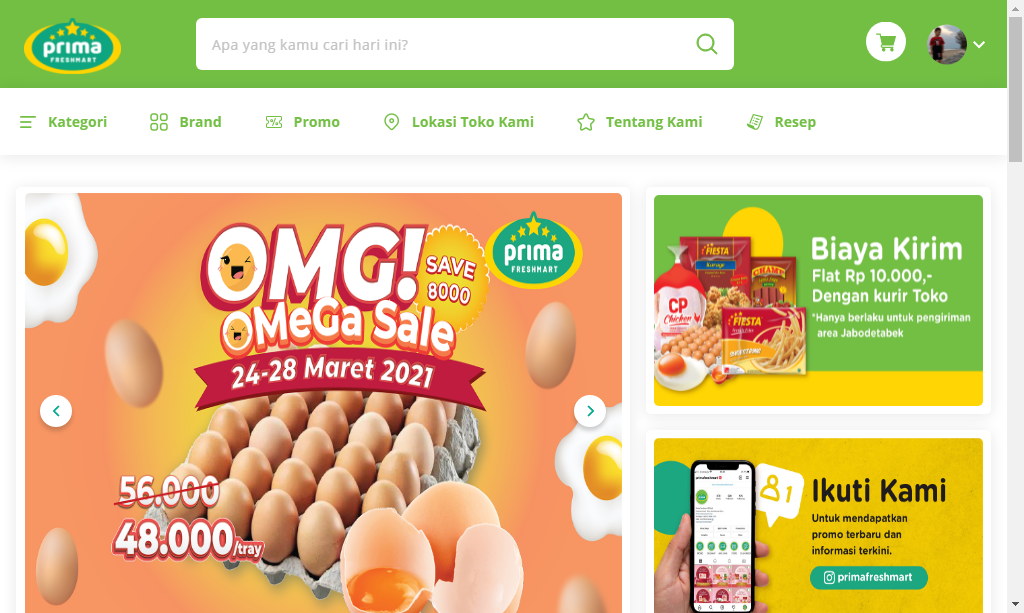 prima
FRESHMART
Apa yang kamu cari hari ini?
Kategori
Brand
Promo
Lokasi Toko Kami
Tentang Kami
Resep
OMG!
SAVE
8000
prima
FRESHMART
OMeGa Sale
24-28 Maret 2021
56.000
48.000/tray
Biaya Kirim
Flat Rp 10.000,-
Dengan kurir Toko
*Hanya berlaku untuk pengiriman
area Jabodetabek
FIESTA
Karage
CHAMP
CP
Chicken
FIESTA
1
Ikuti Kami
Untuk mendapatkan
promo terbaru dan
informasi terkini.
primafreshmart